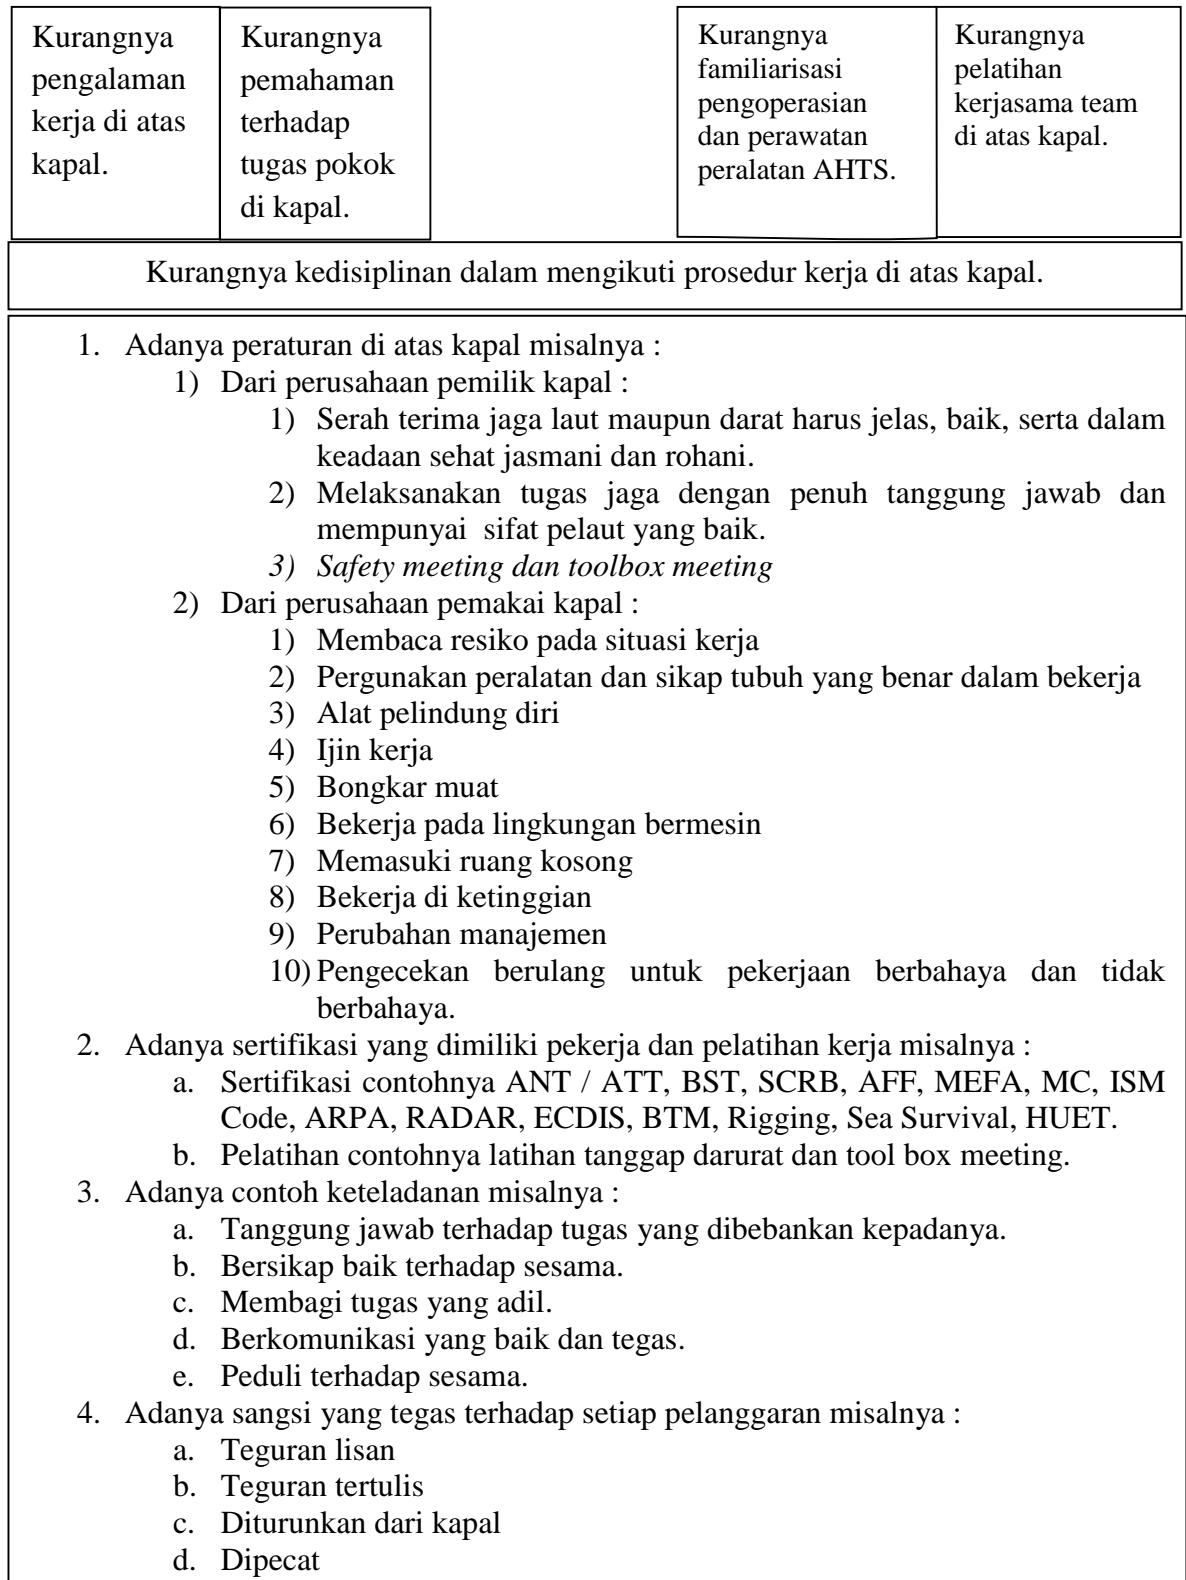 Kurangnya
pengalaman
kerja di atas
kapal.
Kurangnya
pemahaman
terhadap
tugas pokok
di kapal.
Kurangnya
familiarisasi
pengoperasian
dan perawatan
peralatan AHTS.
Kurangnya
pelatihan
kerjasama team
di atas kapal.
Kurangnya kedisiplinan dalam mengikuti prosedur kerja di atas kapal.
1. Adanya peraturan di atas kapal misalnya :
1) Dari perusahaan pemilik kapal :
1) Serah terima jaga laut maupun darat harus jelas, baik, serta dalam
keadaan sehat jasmani dan rohani.
2) Melaksanakan tugas jaga dengan penuh tanggung jawab dan
mempunyai sifat pelaut yang baik.
3) Safety meeting dan toolbox meeting
2) Dari perusahaan pemakai kapal :
1) Membaca resiko pada situasi kerja
2) Pergunakan peralatan dan sikap tubuh yang benar dalam bekerja
3) Alat pelindung diri
4) Ijin kerja
5) Bongkar muat
6) Bekerja pada lingkungan bermesin
7) Memasuki ruang kosong
8) Bekerja di ketinggian
9) Perubahan manajemen
10) Pengecekan berulang untuk pekerjaan berbahaya dan tidak
berbahaya.
2. Adanya sertifikasi yang dimiliki pekerja dan pelatihan kerja misalnya :
a. Sertifikasi contohnya ANT / ATT, BST, SCRB, AFF, MEFA, MC, ISM
Code, ARPA, RADAR, ECDIS, BTM, Rigging, Sea Survival, HUET.
b. Pelatihan contohnya latihan tanggap darurat dan tool box meeting.
3. Adanya contoh keteladanan misalnya :
a. Tanggung jawab terhadap tugas yang dibebankan kepadanya.
b. Bersikap baik terhadap sesama.
c. Membagi tugas yang adil.
d. Berkomunikasi yang baik dan tegas.
e. Peduli terhadap sesama.
4. Adanya sangsi yang tegas terhadap setiap pelanggaran misalnya :
a. Teguran lisan
b. Teguran tertulis
c. Diturunkan dari kapal
d. Dipecat